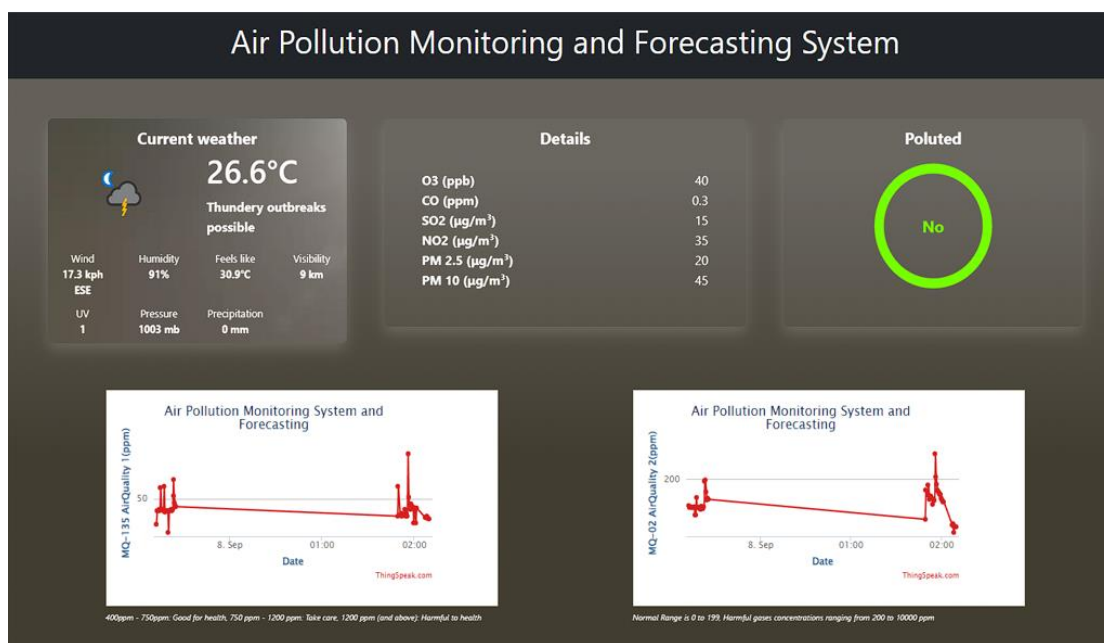 Air Pollution Monitoring and Forecasting System
Current weather
26.6°C
Thundery outbreaks
possible
Wind
17.3 kph
ESE
Humidity
91%
Feels like
30.9°C
Visibility
9 km
UV
1
Pressure
1003 mb
Precipitation
0 mm
Details
O3 (ppb) 40
CO (ppm) 0.3
SO2 (µg/m³) 15
NO2 (µg/m³) 35
PM 2.5 (µg/m³) 20
PM 10 (µg/m³) 45
Poluted
No
Air Pollution Monitoring System and
Forecasting
MQ-135 AirQuality 1(ppm)
50
8. Sep 01:00 02:00
Date
ThingSpeak.com
400ppm - 750ppm: Good for health, 750 ppm - 1200 ppm: Take care, 1200 ppm (and above): Harmful to health
Air Pollution Monitoring System and
Forecasting
MQ-02 AirQuality 2(ppm)
200
8. Sep 01:00 02:00
Date
ThingSpeak.com
Normal Range is 0 to 199, Harmful gases concentrations ranging from 200 to 10000 ppm